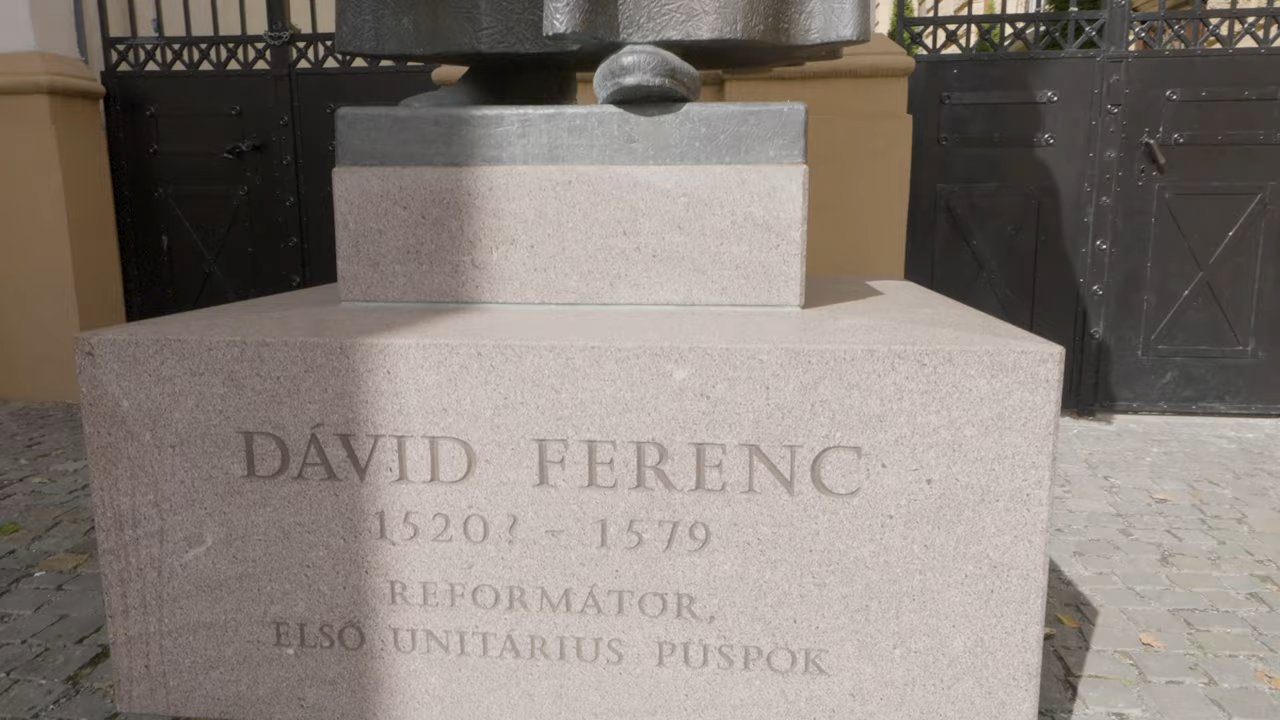 DÁVID FERENC
1520? - 1579
REFORMÁTOR,
ELSŐ UNITÁRIUS PÜSPÖK